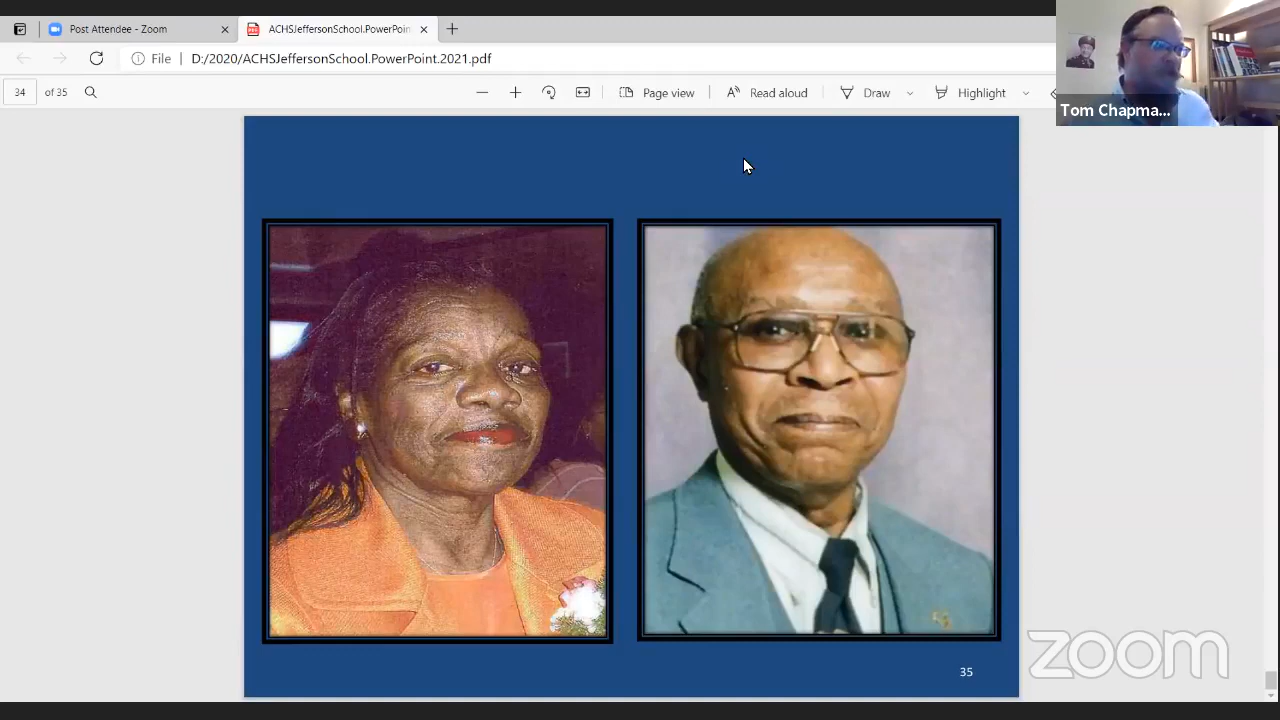 Post Attendee - Zoom
ACHSJeffersonSchool.PowerPoin
File
D:/2020/ACHSJeffersonSchool.PowerPoint.2021.pdf
34 of 35
Page view
Read aloud
Draw
Highlight
Tom Chapma...
35
zoom